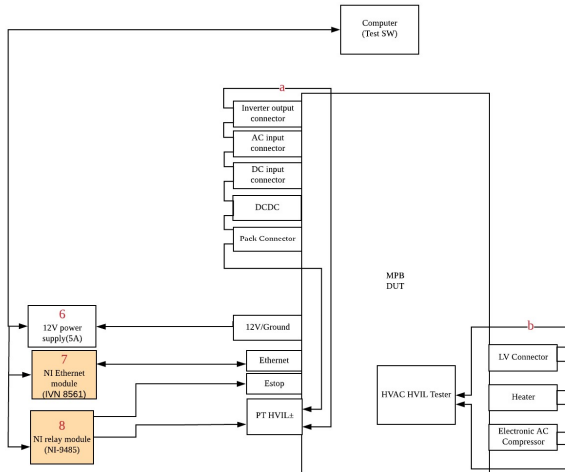 Computer
(Test SW)
a
Inverter output
connector
AC input
connector
DC input
connector
DCDC
Pack Connector
MPB
DUT
6
12V power
supply(5A)
12V/Ground
b
7
NI Ethernet
module
(IVN 8561)
Ethernet
Estop
LV Connector
HVAC HVIL Tester
Heater
8
NI relay module
(NI-9485)
PT HVIL±
Electronic AC
Compressor